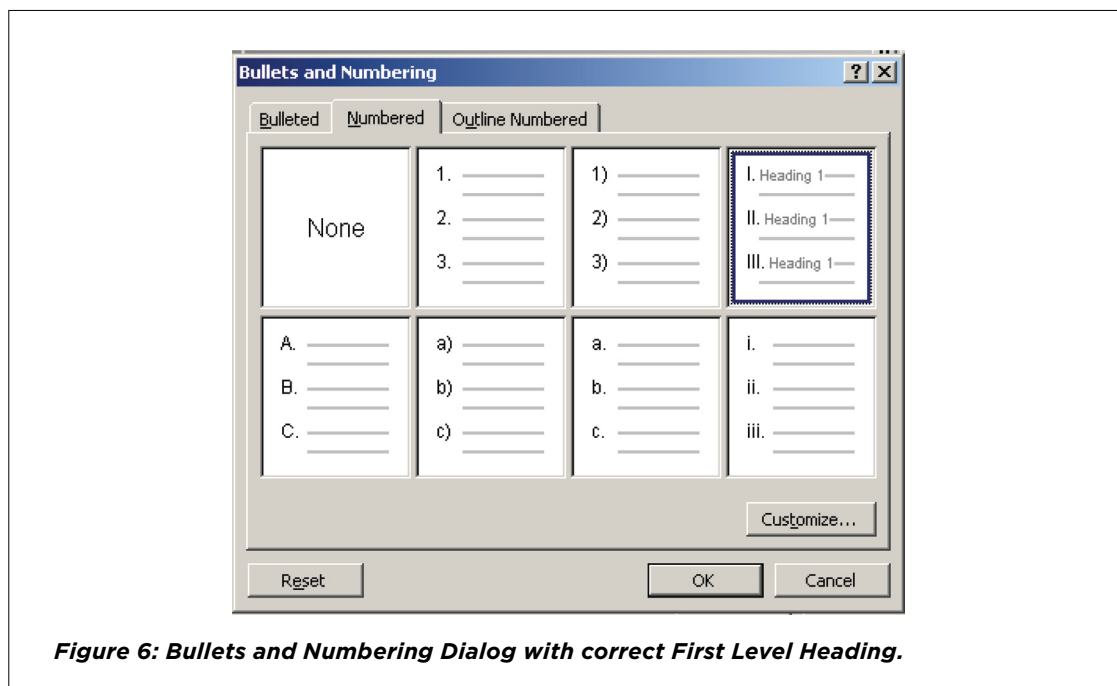 Bullets and Numbering
Bulleted Numbered Outline Numbered
None
1.
2.
3.
1)
2)
3)
I. Heading 1
II. Heading 1
III. Heading 1
A.
B.
C.
a)
b)
c)
a.
b.
c.
i.
ii.
iii.
Customize...
Reset OK Cancel
Figure 6: Bullets and Numbering Dialog with correct First Level Heading.